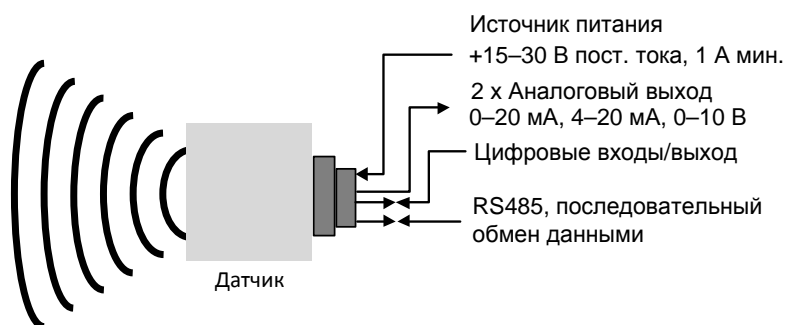 Источник питания
+15–30 В пост. тока, 1 А мин.
2 x Аналоговый выход
0–20 мА, 4–20 мА, 0–10 В
Цифровые входы/выход
RS485, последовательный
обмен данными
Датчик